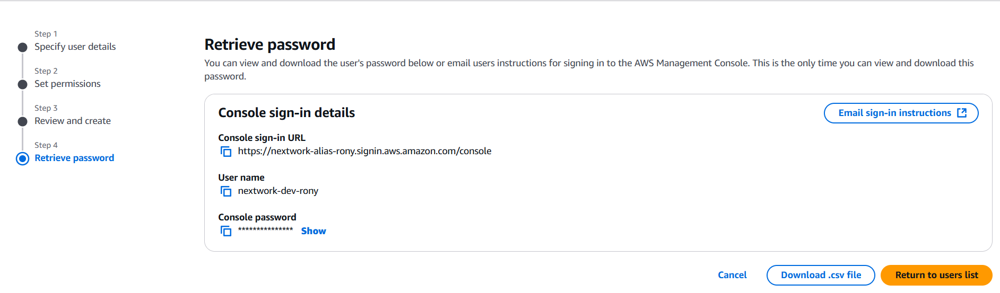 Step 1
Specify user details
Step 2
Set permissions
Step 3
Review and create
Step 4
Retrieve password
Retrieve password
You can view and download the user's password below or email users instructions for signing in to the AWS Management Console. This is the only time you can view and download this
password.
Console sign-in details
Email sign-in instructions
Console sign-in URL
https://nextwork-alias-rony.signin.aws.amazon.com/console
User name
nextwork-dev-rony
Console password
*************** Show
Cancel
Download .csv file
Return to users list